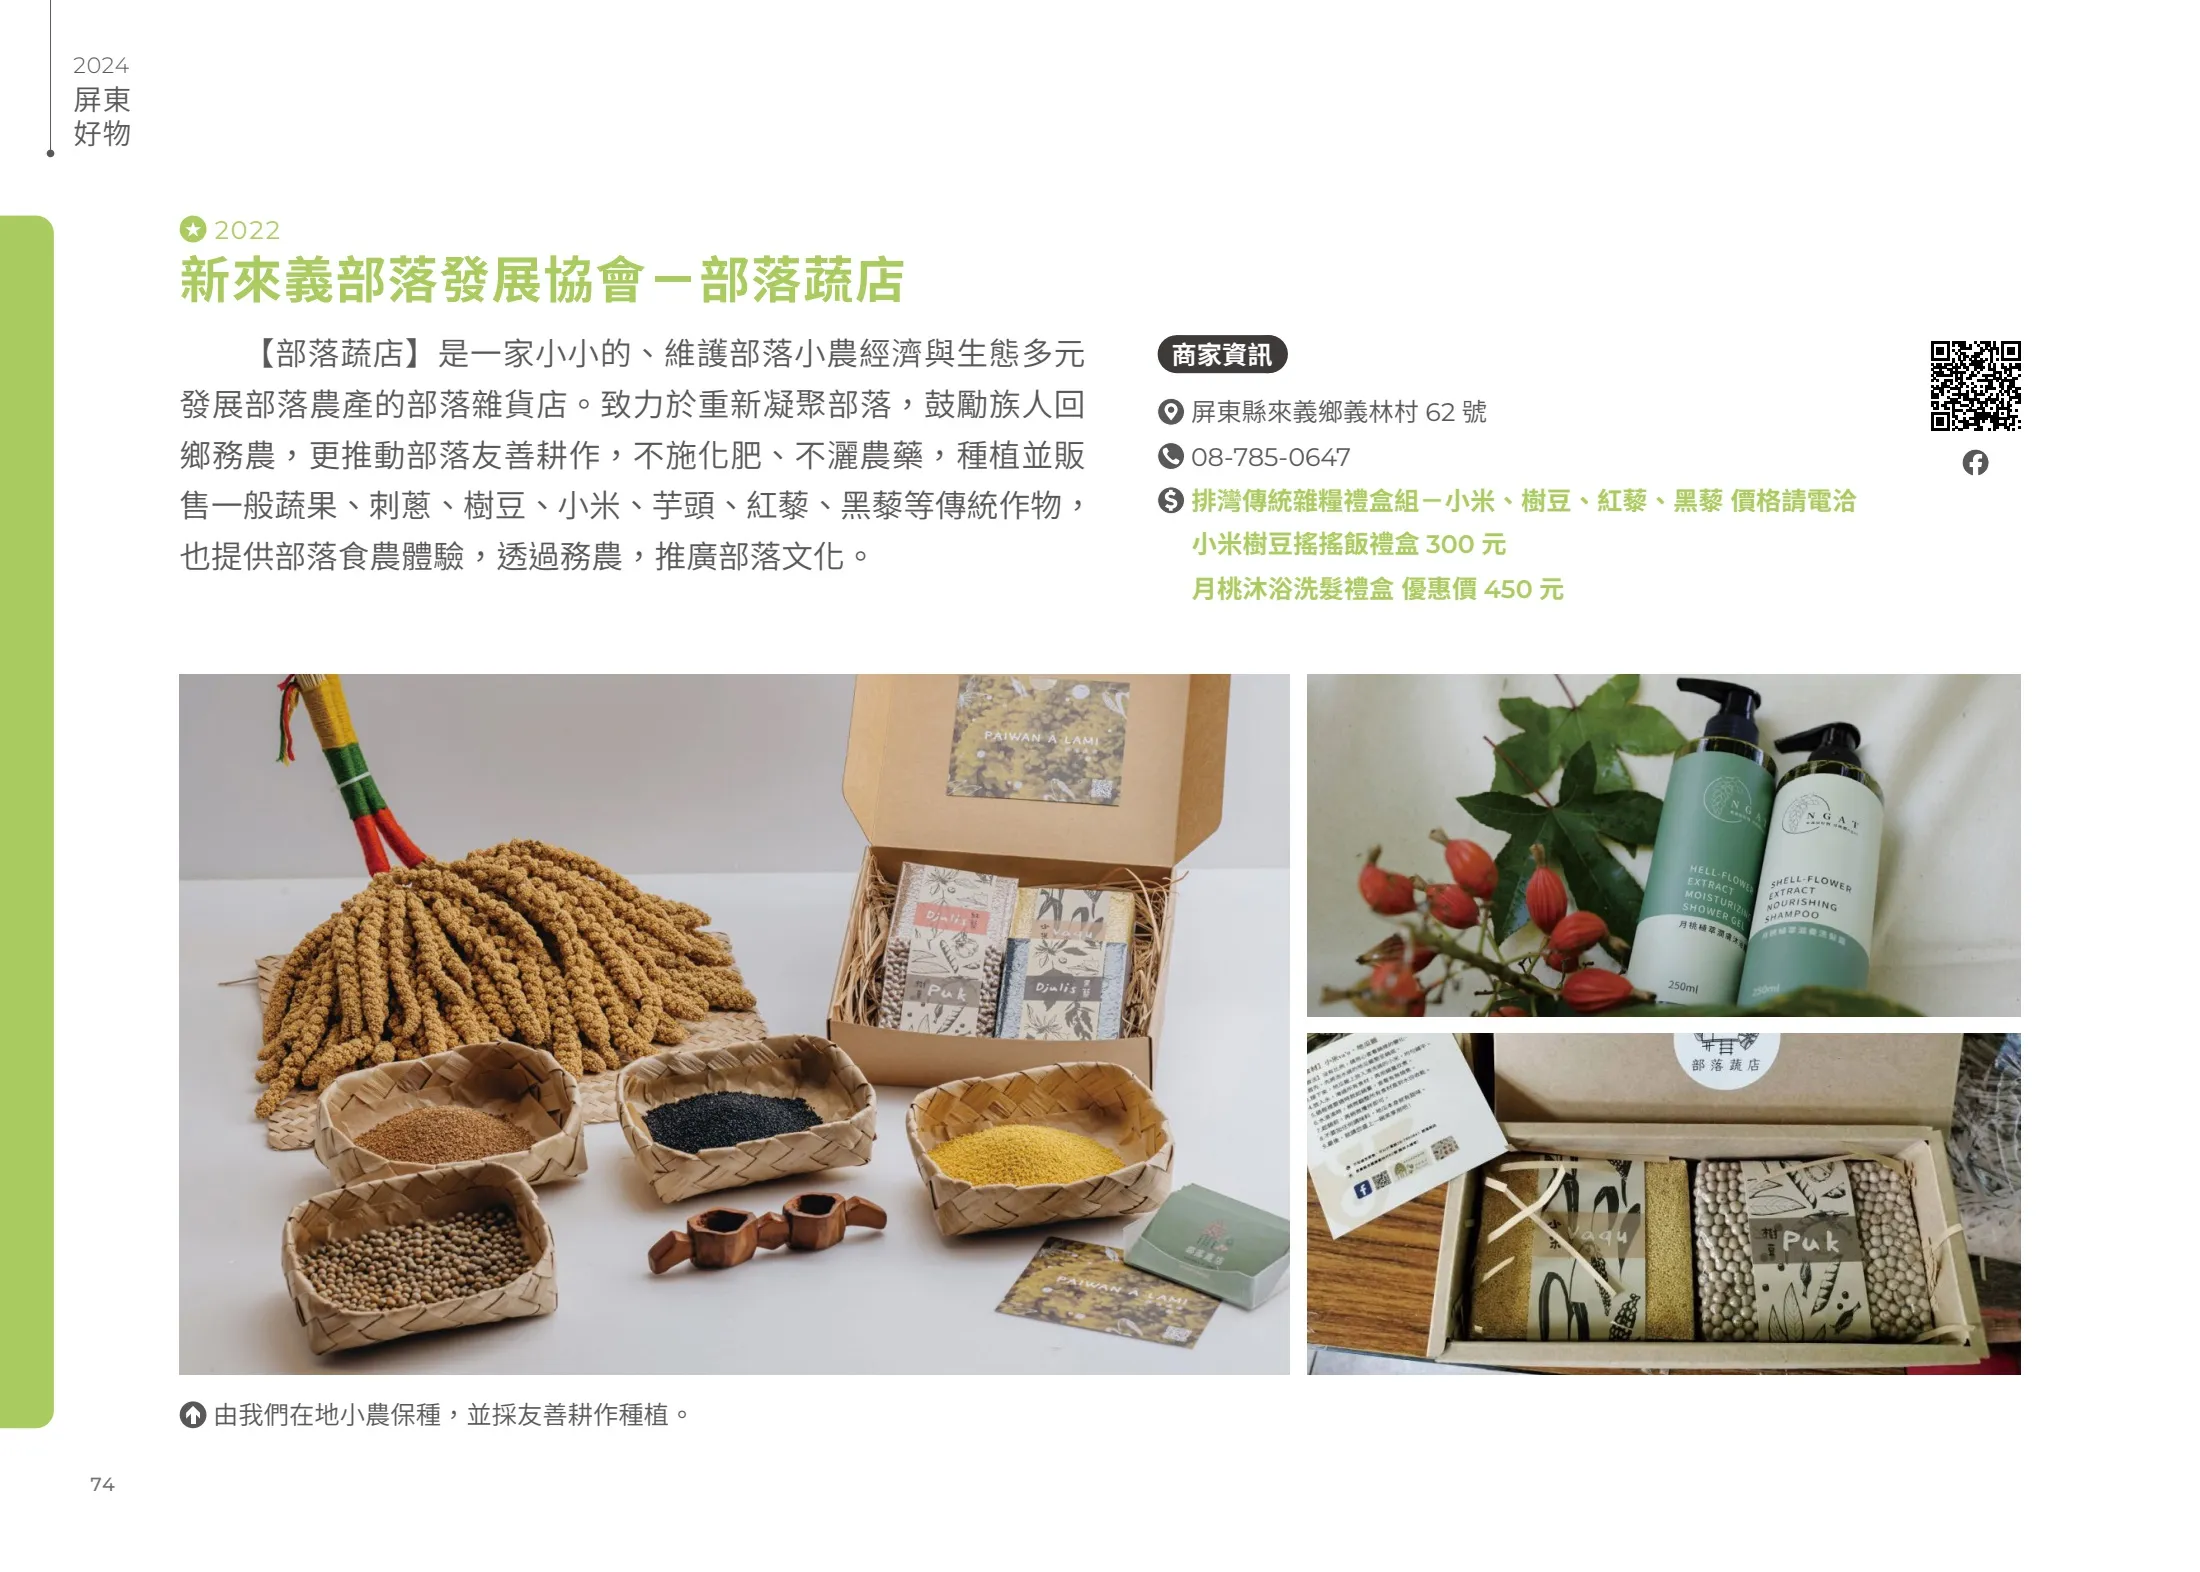 2024
屏東
好物
2022
新來義部落發展協會－部落蔬店
【部落蔬店】是一家小小的、維護部落小農經濟與生態多元
發展部落農產的部落雜貨店。致力於重新凝聚部落，鼓勵族人回
鄉務農，更推動部落友善耕作，不施化肥、不灑農藥，種植並販
售一般蔬果、刺蔥、樹豆、小米、芋頭、紅藜、黑藜等傳統作物，
也提供部落食農體驗，透過務農，推廣部落文化。
商家資訊
屏東縣來義鄉義林村 62 號
08-785-0647
排灣傳統雜糧禮盒組－小米、樹豆、紅藜、黑藜 價格請電洽
小米樹豆搖搖飯禮盒 300 元
月桃沐浴洗髮禮盒 優惠價 450 元
PAIWAN A LAMI
Djulis
Vaqu
Puk
Djulis
PAIWAN A LAMI
NGAT
HELL-FLOWER
EXTRACT
MOISTURIZING
SHOWER GEL
250ml
NGAT
SHELL-FLOWER
EXTRACT
NOURISHING
SHAMPOO
250ml
部落蔬店
小米
Vaqu
樹豆
Puk
由我們在地小農保種，並採友善耕作種植。
74